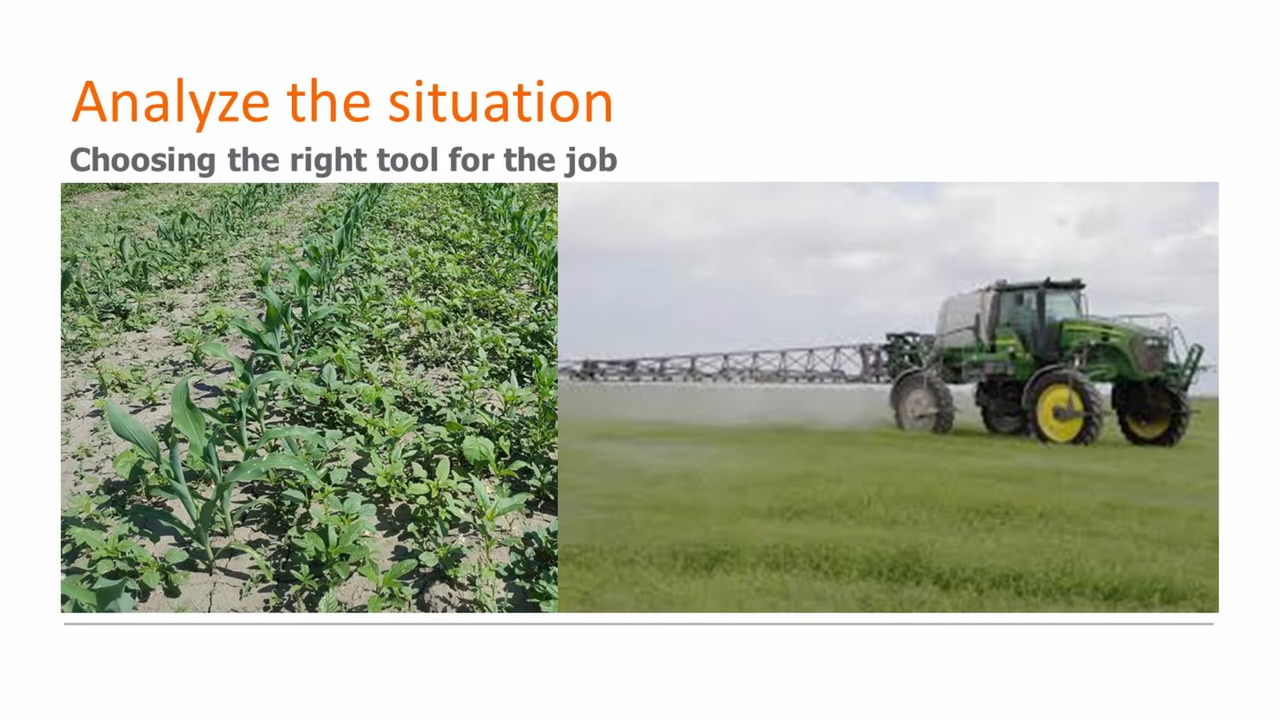 Analyze the situation
Choosing the right tool for the job